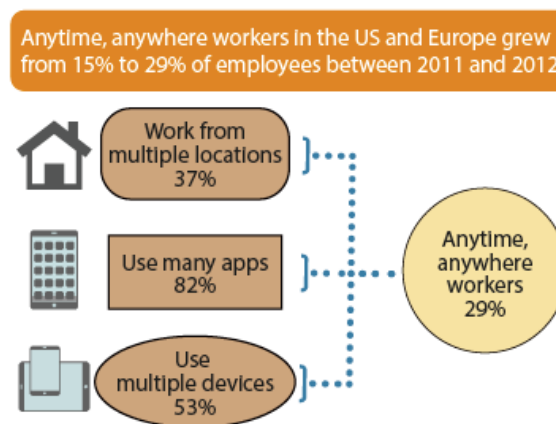 Anytime, anywhere workers in the US and Europe grew
from 15% to 29% of employees between 2011 and 2012
Work from
multiple locations
37%
Use many apps
82%
Use
multiple devices
53%
Anytime,
anywhere
workers
29%